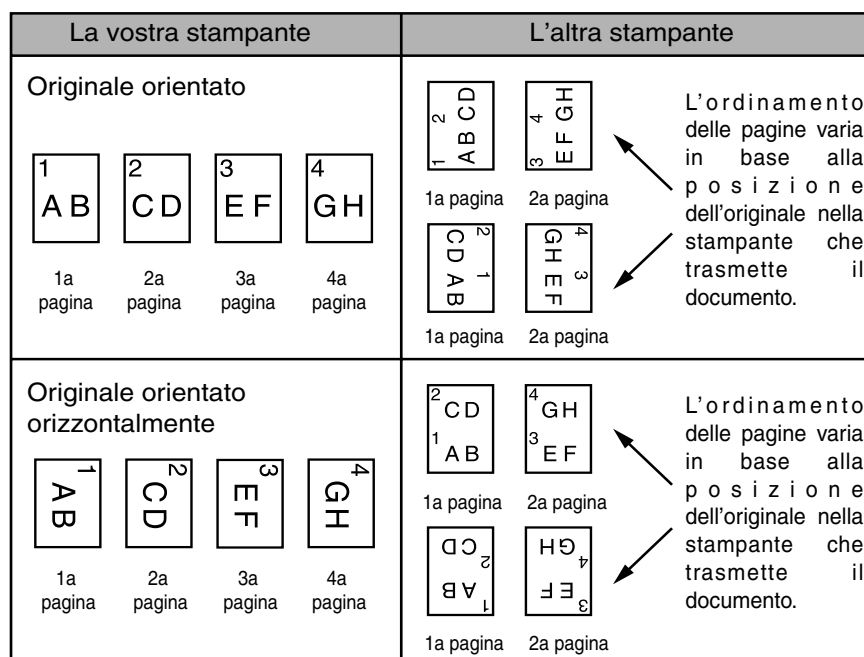 La vostra stampante
L'altra stampante
Originale orientato
1 2 3 4
AB CD EF GH
1a pagina
2a pagina
3a pagina
4a pagina
1 2
AB CD
3 4
EF GH
1a pagina 2a pagina
2
CD
1
AB
4
GH
3
EF
1a pagina 2a pagina
L'ordinamento
delle pagine varia
in base alla
posizione
dell'originale nella
stampante che
trasmette il
documento.
Originale orientato
orizzontalmente
1 2 3 4
AB CD EF GH
1a pagina
2a pagina
3a pagina
4a pagina
2 CD
1 AB
4 GH
3 EF
1a pagina 2a pagina
CD 2
AB 1
GH 4
EF 3
1a pagina 2a pagina
L'ordinamento
delle pagine varia
in base alla
posizione
dell'originale nella
stampante che
trasmette il
documento.